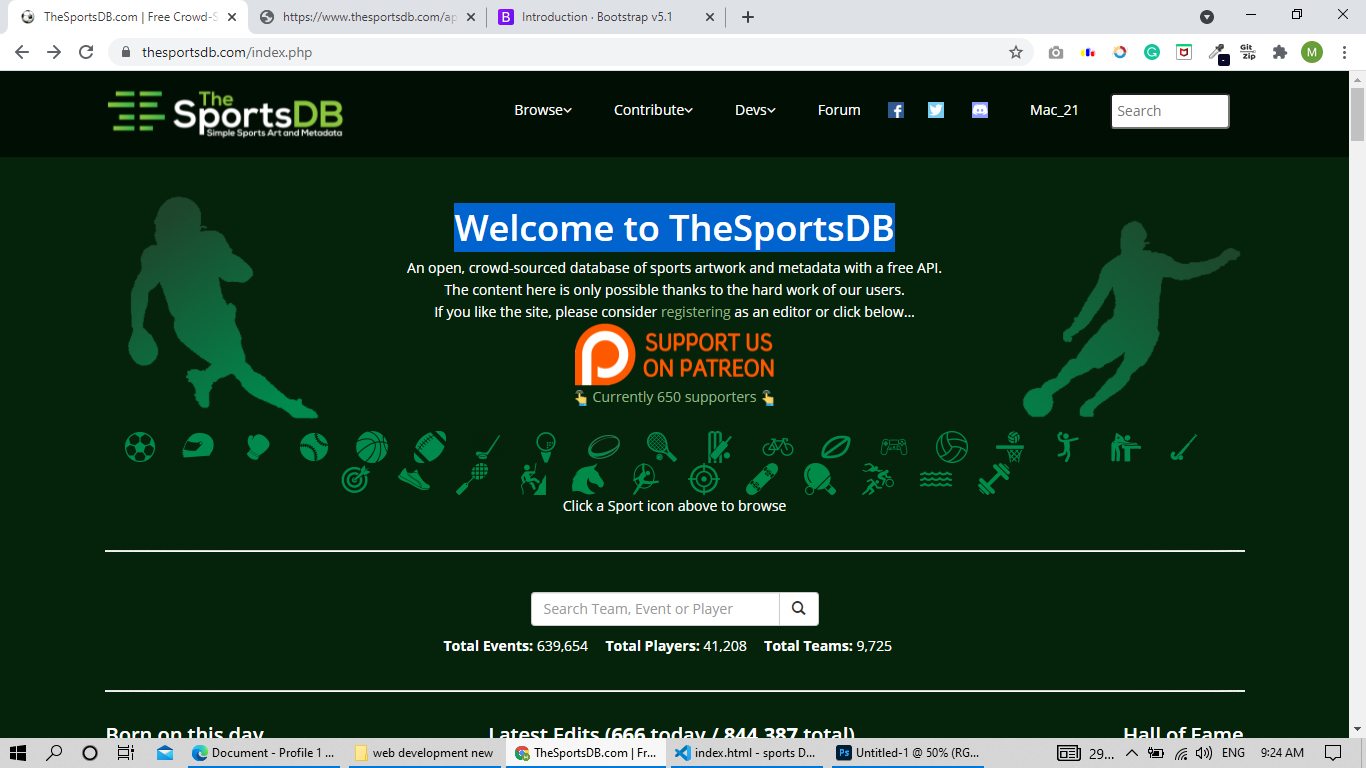 TheSportsDB.com | Free Crowd-S
https://www.thesportsdb.com/ap
Introduction · Bootstrap v5.1
thesportsdb.com/index.php
Git Zip
M
The
SportsDB
Simple Sports Art and Metadata
Browse Contribute Devs Forum Mac_21 Search
Welcome to TheSportsDB
An open, crowd-sourced database of sports artwork and metadata with a free API.
The content here is only possible thanks to the hard work of our users.
If you like the site, please consider registering as an editor or click below...
SUPPORT US
ON PATREON
Currently 650 supporters
Click a Sport icon above to browse
Search Team, Event or Player
Total Events: 639,654 Total Players: 41,208 Total Teams: 9,725
Born on this day Latest Edits (666 today / 844,387 total) Hall of Fame
Document - Profile 1 ... web development new TheSportsDB.com | Fr... index.html - sports D... Ps Untitled-1 @ 50% (RG... 29... ENG 9:24 AM